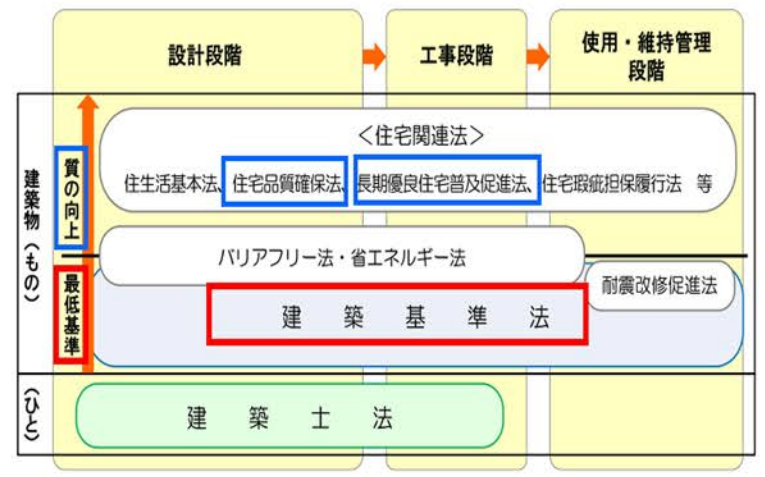 設計段階
工事段階
使用・維持管理
段階
建築物(もの)
質の向上
<住宅関連法>
住生活基本法、住宅品質確保法、長期優良住宅普及促進法、住宅瑕疵担保履行法 等
バリアフリー法・省エネルギー法
耐震改修促進法
最低基準
建築基準法
(ひと)
建築士法